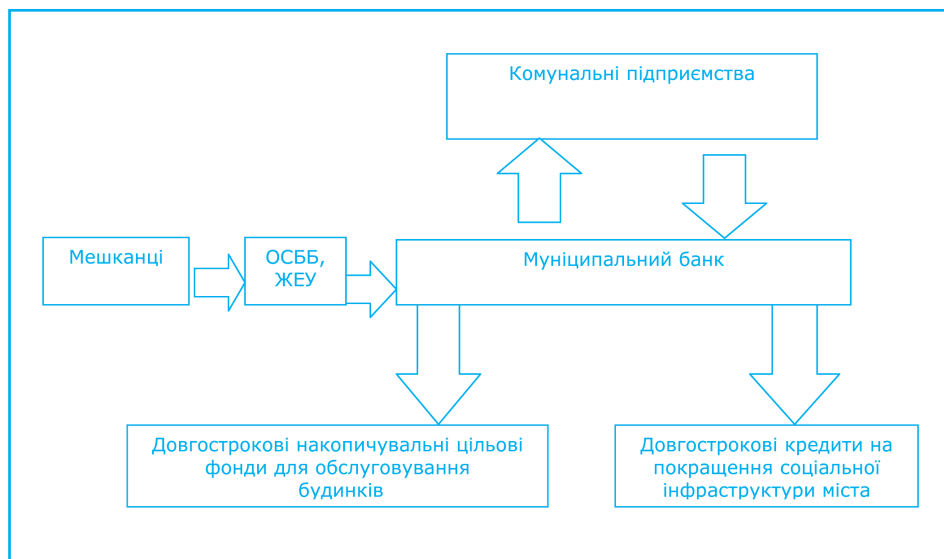 Комунальні підприємства
Мешканці
ОСББ,
ЖЕУ
Муніципальний банк
Довгострокові накопичувальні цільові
фонди для обслуговування
будинків
Довгострокові кредити на
покращення соціальної
інфраструктури міста